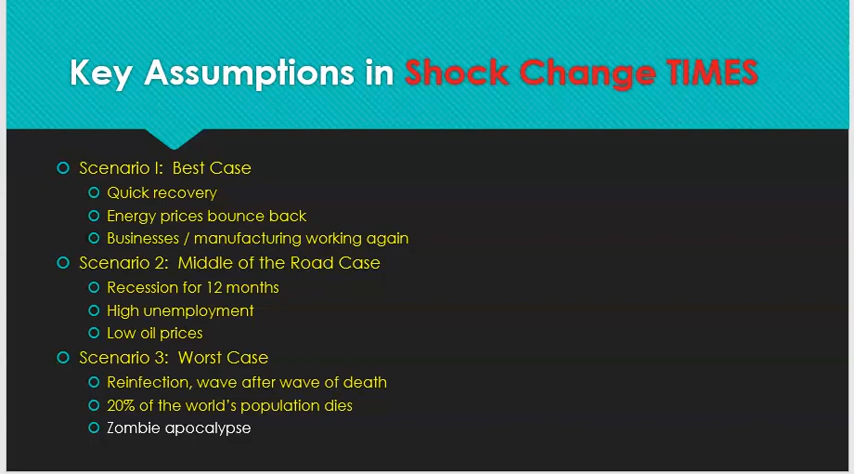 Key Assumptions in Shock Change TIMES
Scenario I: Best Case
Quick recovery
Energy prices bounce back
Businesses / manufacturing working again
Scenario 2: Middle of the Road Case
Recession for 12 months
High unemployment
Low oil prices
Scenario 3: Worst Case
Reinfection, wave after wave of death
20% of the world's population dies
Zombie apocalypse